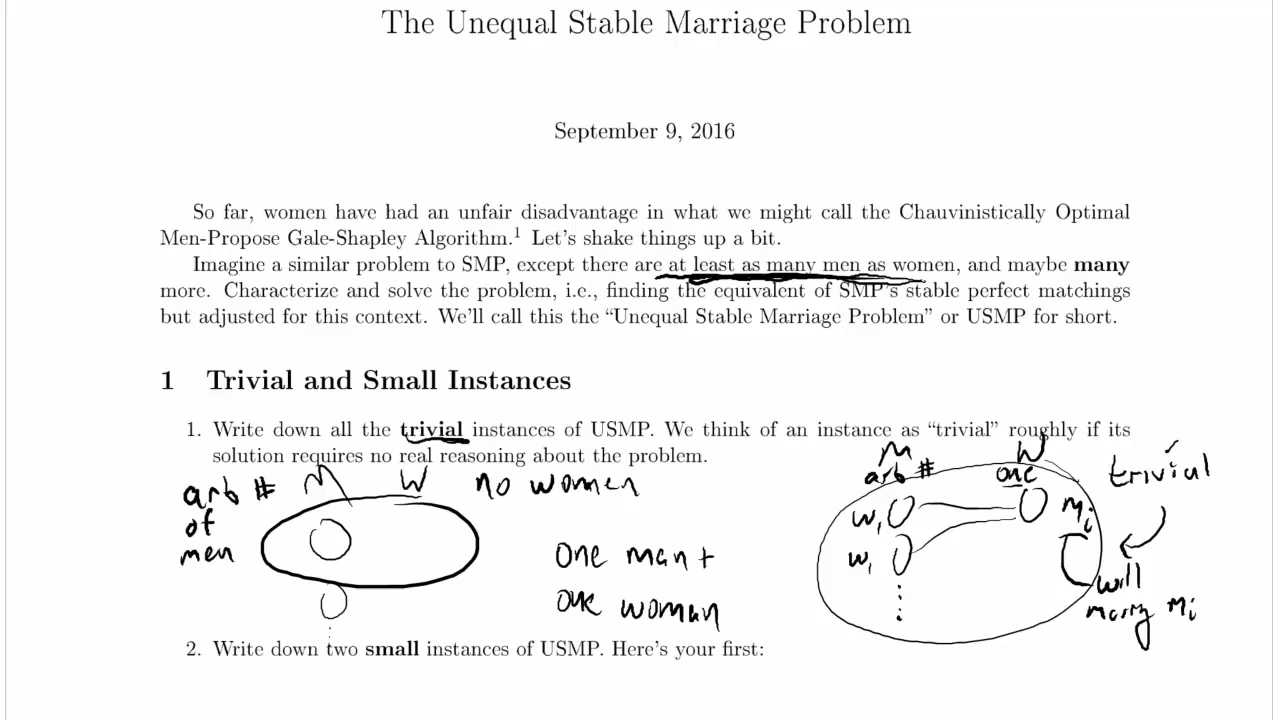 The Unequal Stable Marriage Problem
September 9, 2016
So far, women have had an unfair disadvantage in what we might call the Chauvinistically Optimal
Men-Propose Gale-Shapley Algorithm.¹ Let's shake things up a bit.
Imagine a similar problem to SMP, except there are at least as many men as women, and maybe many
more. Characterize and solve the problem, i.e., finding the equivalent of SMP's stable perfect matchings
but adjusted for this context. We'll call this the "Unequal Stable Marriage Problem" or USMP for short.
1 Trivial and Small Instances
1. Write down all the trivial instances of USMP. We think of an instance as "trivial" roughly if its
solution requires no real reasoning about the problem.
arb # of men
M W
no women
one man +
one woman
M W
arb # one
w₁ Mi
w₁
trivial
will
marry Mi
2. Write down two small instances of USMP. Here's your first: